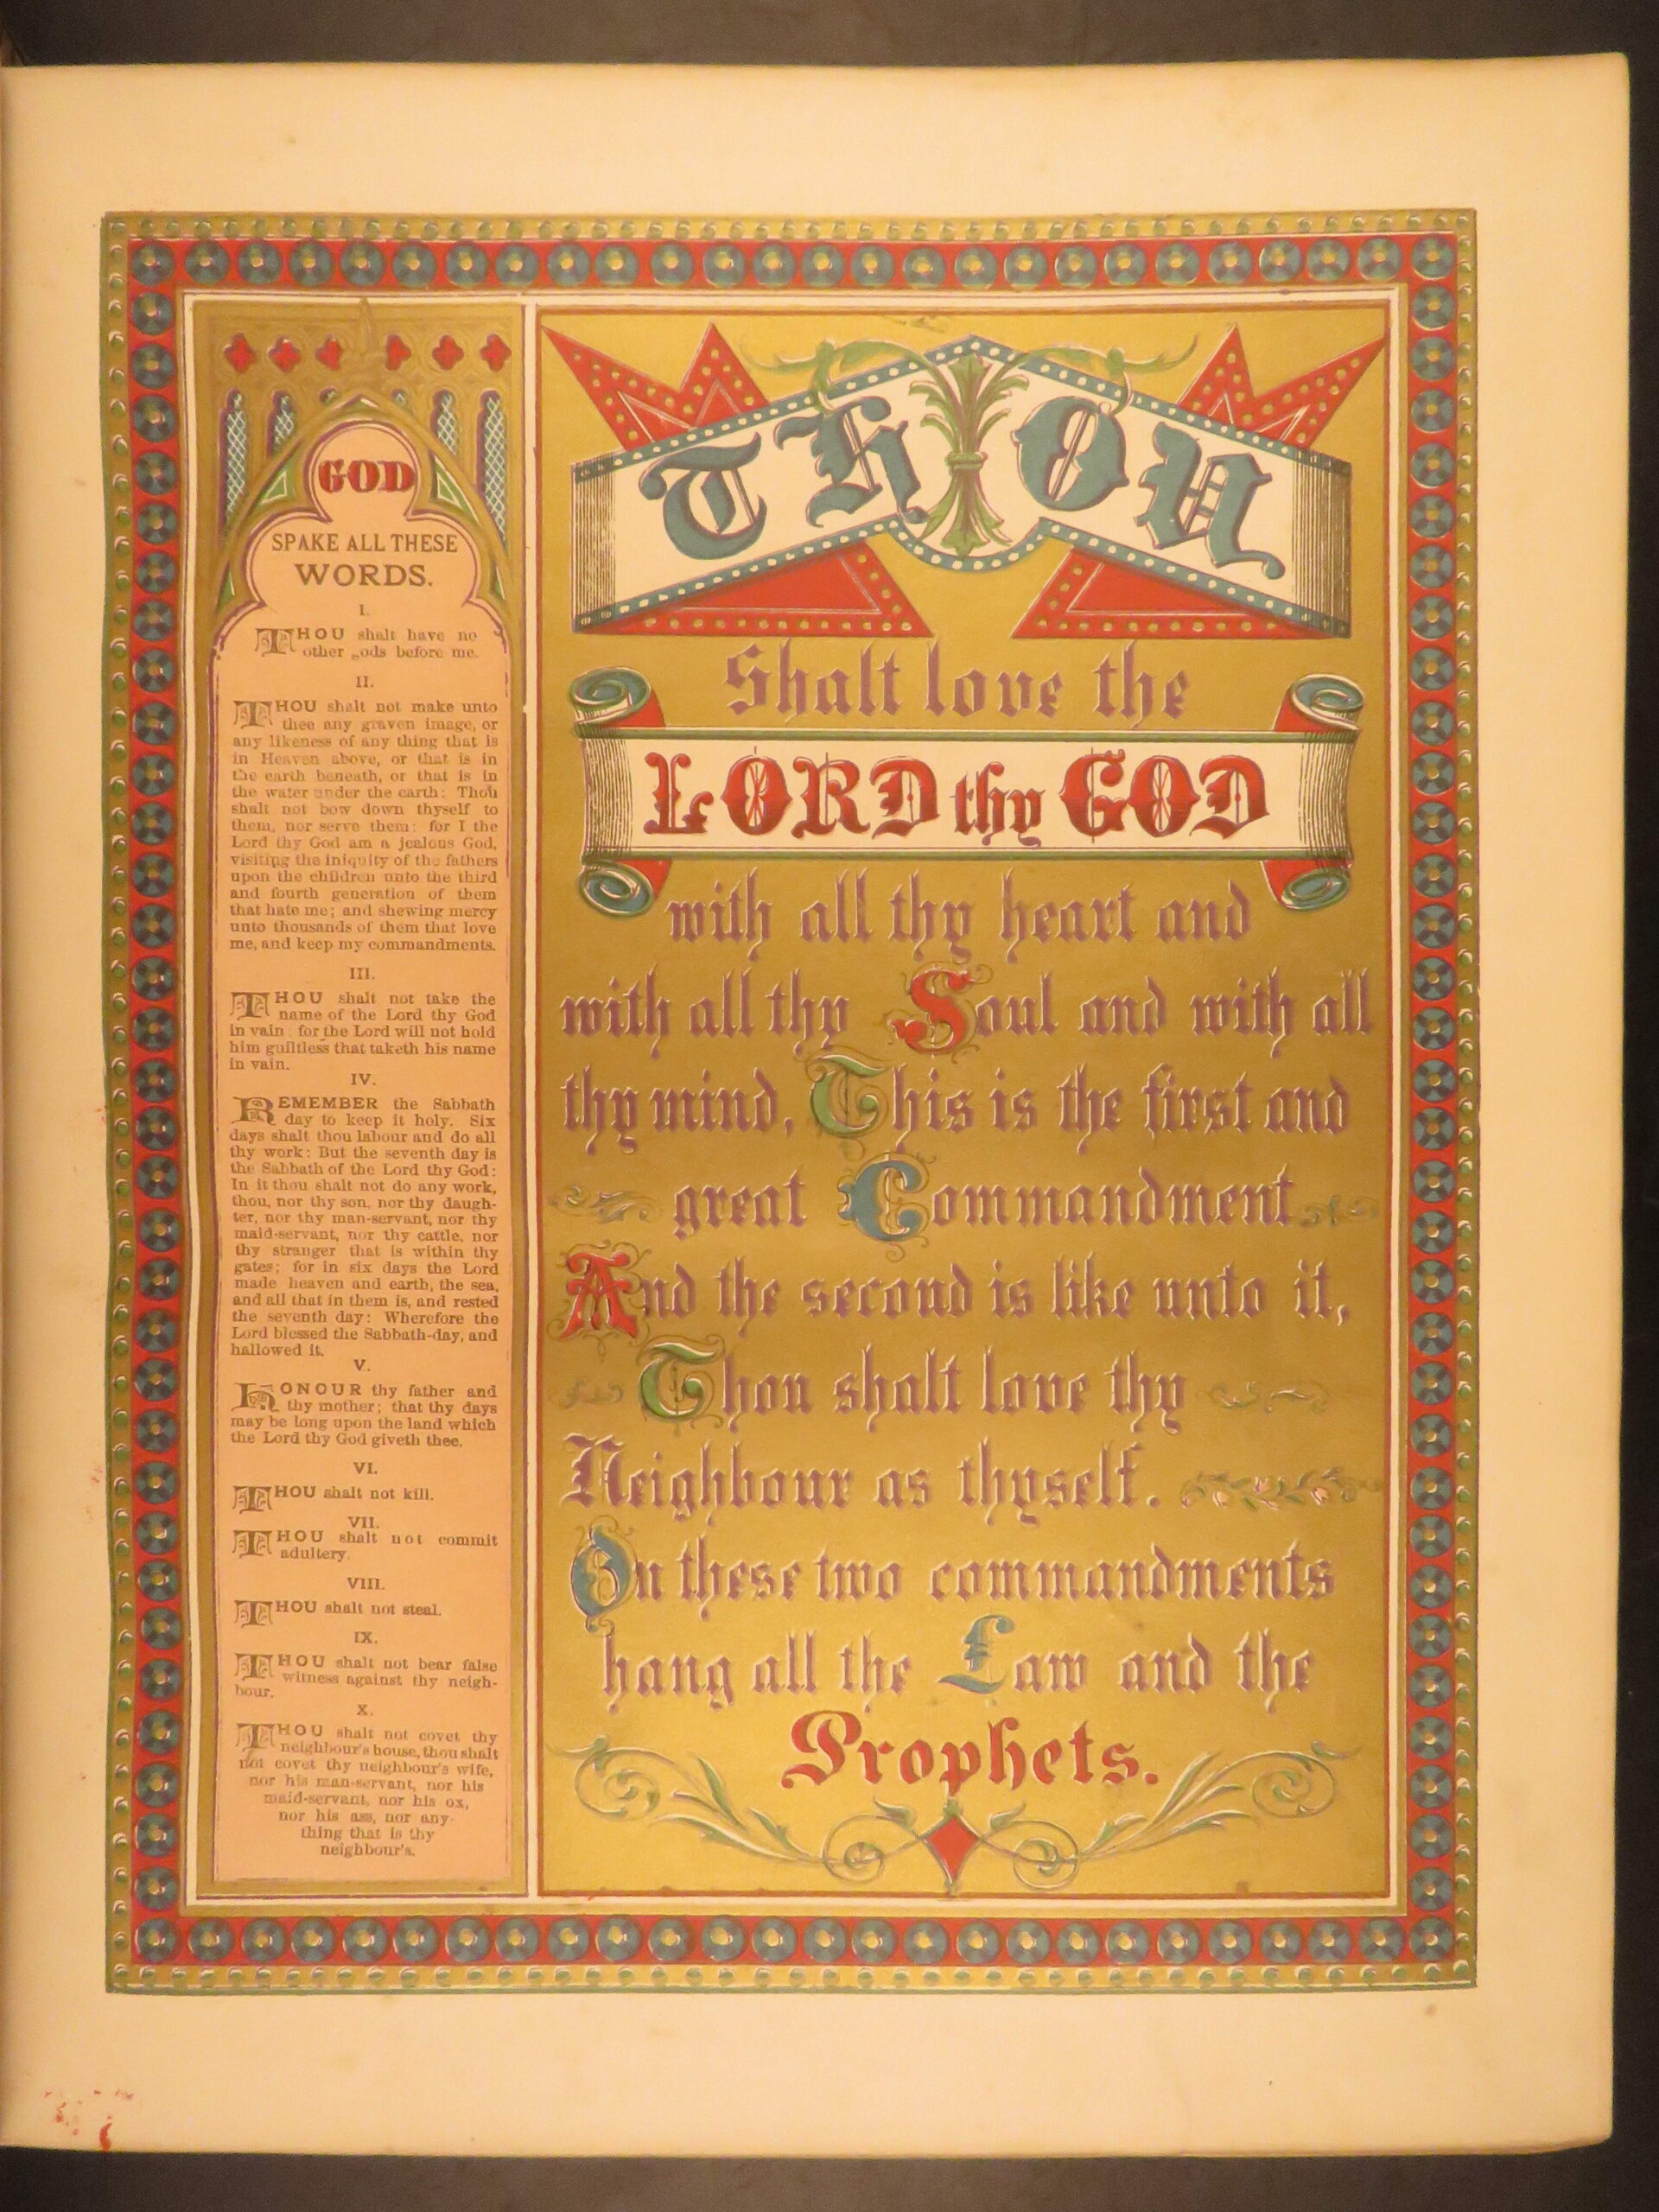 GOD
SPAKE ALL THESE
WORDS.
I.
THOU shalt have no
other gods before me.
II.
THOU shalt not make unto
thee any graven image, or
any likeness of any thing that is
in Heaven above, or that is in
the earth beneath, or that is in
the water under the earth: Thou
shalt not bow down thyself to
them, nor serve them: for I the
Lord thy God am a jealous God,
visiting the iniquity of the fathers
upon the children unto the third
and fourth generation of them
that hate me; and shewing mercy
unto thousands of them that love
me, and keep my commandments.
III.
THOU shalt not take the
name of the Lord thy God
in vain: for the Lord will not hold
him guiltless that taketh his name
in vain.
IV.
REMEMBER the Sabbath
day to keep it holy. Six
days shalt thou labour and do all
thy work: But the seventh day is
the Sabbath of the Lord thy God:
In it thou shalt not do any work,
thou, nor thy son, nor thy daugh-
ter, nor thy man-servant, nor thy
maid-servant, nor thy cattle, nor
thy stranger that is within thy
gates; for in six days the Lord
made heaven and earth, the sea,
and all that in them is, and rested
the seventh day: Wherefore the
Lord blessed the Sabbath-day, and
hallowed it.
V.
HONOUR thy father and
thy mother; that thy days
may be long upon the land which
the Lord thy God giveth thee.
VI.
THOU shalt not kill.
VII.
THOU shalt not commit
adultery.
VIII.
THOU shalt not steal.
IX.
THOU shalt not bear false
witness against thy neigh-
bour.
X.
THOU shalt not covet thy
neighbour's house, thou shalt
not covet thy neighbour's wife,
nor his man-servant, nor his
maid-servant, nor his ox,
nor his ass, nor any-
thing that is thy
neighbour's.
THOU
Shalt love the
LORD thy GOD
with all thy heart and
with all thy Soul and with all
thy mind. This is the first and
great Commandment
And the second is like unto it,
Thou shalt love thy
Neighbour as thyself.
On these two commandments
hang all the Law and the
Prophets.